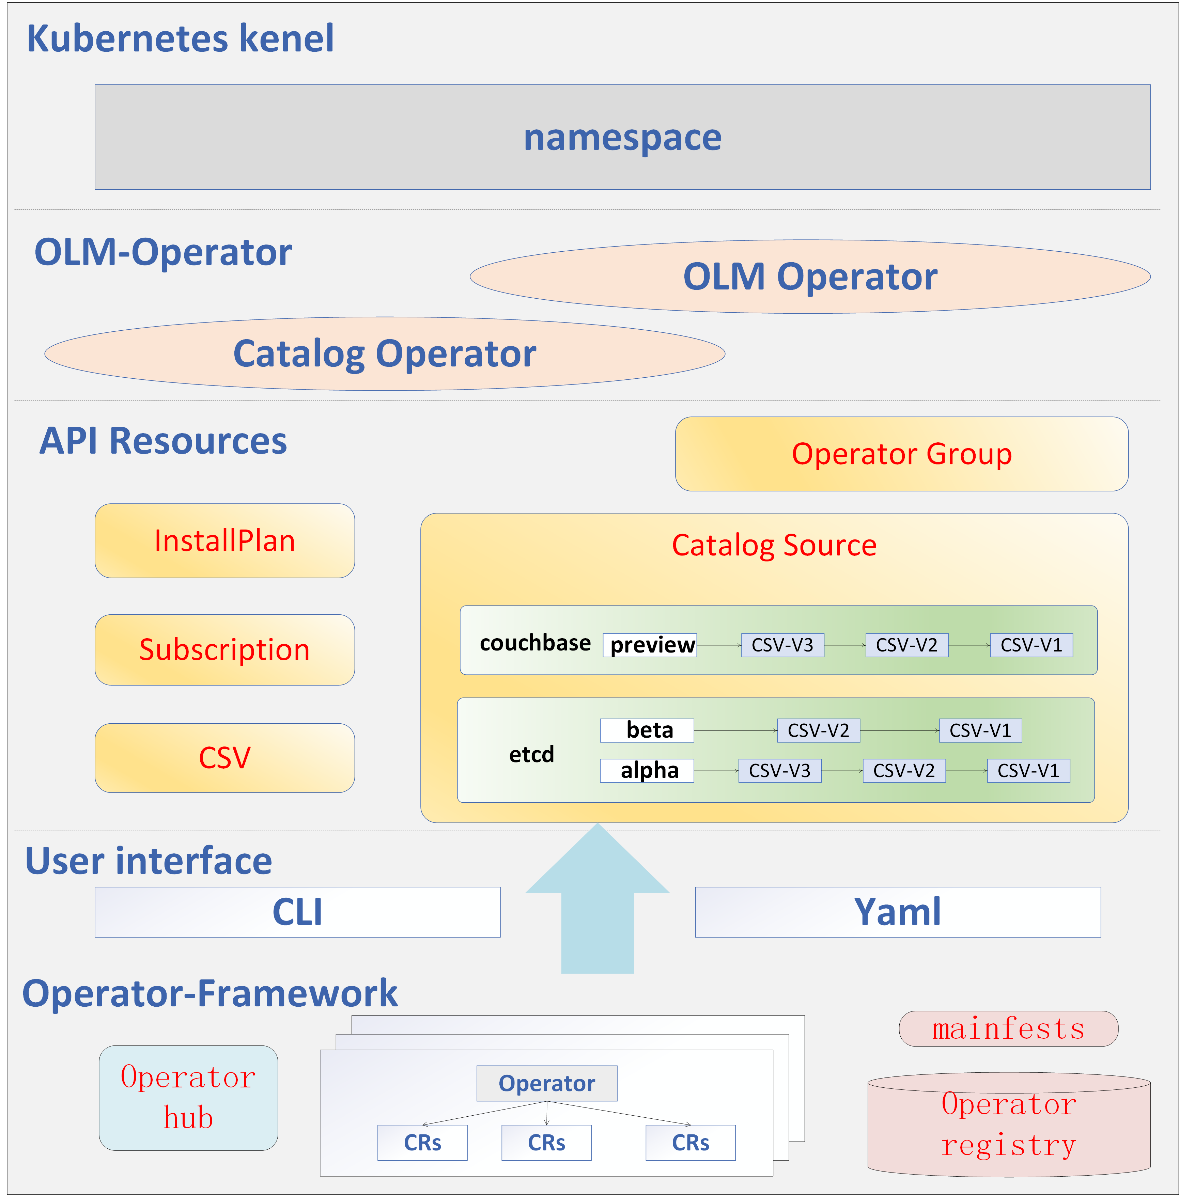 Kubernetes kenel
namespace
OLM-Operator
OLM Operator
Catalog Operator
API Resources
Operator Group
InstallPlan
Subscription
CSV
Catalog Source
couchbase preview CSV-V3 CSV-V2 CSV-V1
etcd
beta CSV-V2 CSV-V1
alpha CSV-V3 CSV-V2 CSV-V1
User interface
CLI
Yaml
Operator-Framework
Operator
hub
Operator
CRs CRs CRs
mainfests
Operator
registry